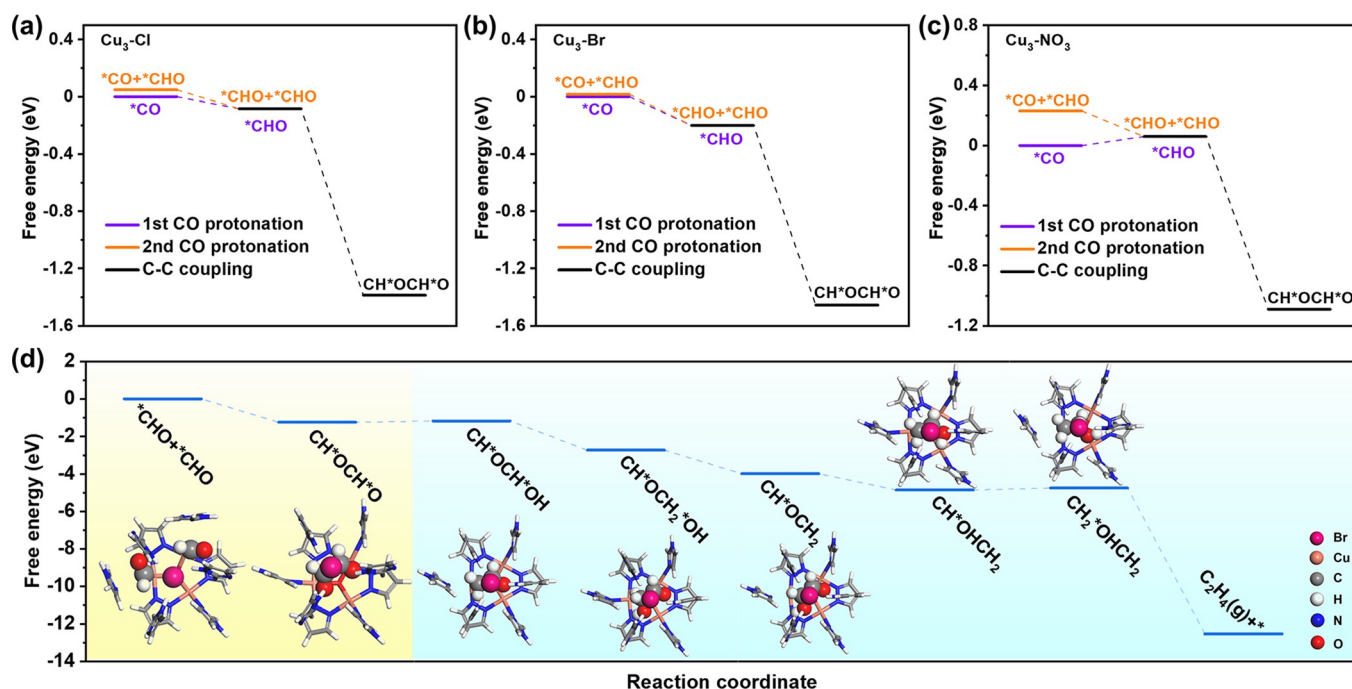 (a)
Cu3-Cl
0.4
0
-0.4
-0.8
-1.2
-1.6
Free energy (eV)
*CO+*CHO
*CO
*CHO+*CHO
*CHO
1st CO protonation
2nd CO protonation
C-C coupling
CH*OCH*O
(b)
Cu3-Br
0.4
0
-0.4
-0.8
-1.2
-1.6
Free energy (eV)
*CO+*CHO
*CO
*CHO+*CHO
*CHO
1st CO protonation
2nd CO protonation
C-C coupling
CH*OCH*O
(c)
Cu3-NO3
0.8
0.4
0
-0.4
-0.8
-1.2
Free energy (eV)
*CO+*CHO
*CO
*CHO+*CHO
*CHO
1st CO protonation
2nd CO protonation
C-C coupling
CH*OCH*O
(d)
2
0
-2
-4
-6
-8
-10
-12
-14
Free energy (eV)
*CHO+*CHO
CH*OCH*O
CH*OCH*OH
CH*OCH2*OH
CH*OCH2
CH*OHCH2
CH2*OHCH2
C2H4(g)+*
Br
Cu
C
H
N
O
Reaction coordinate